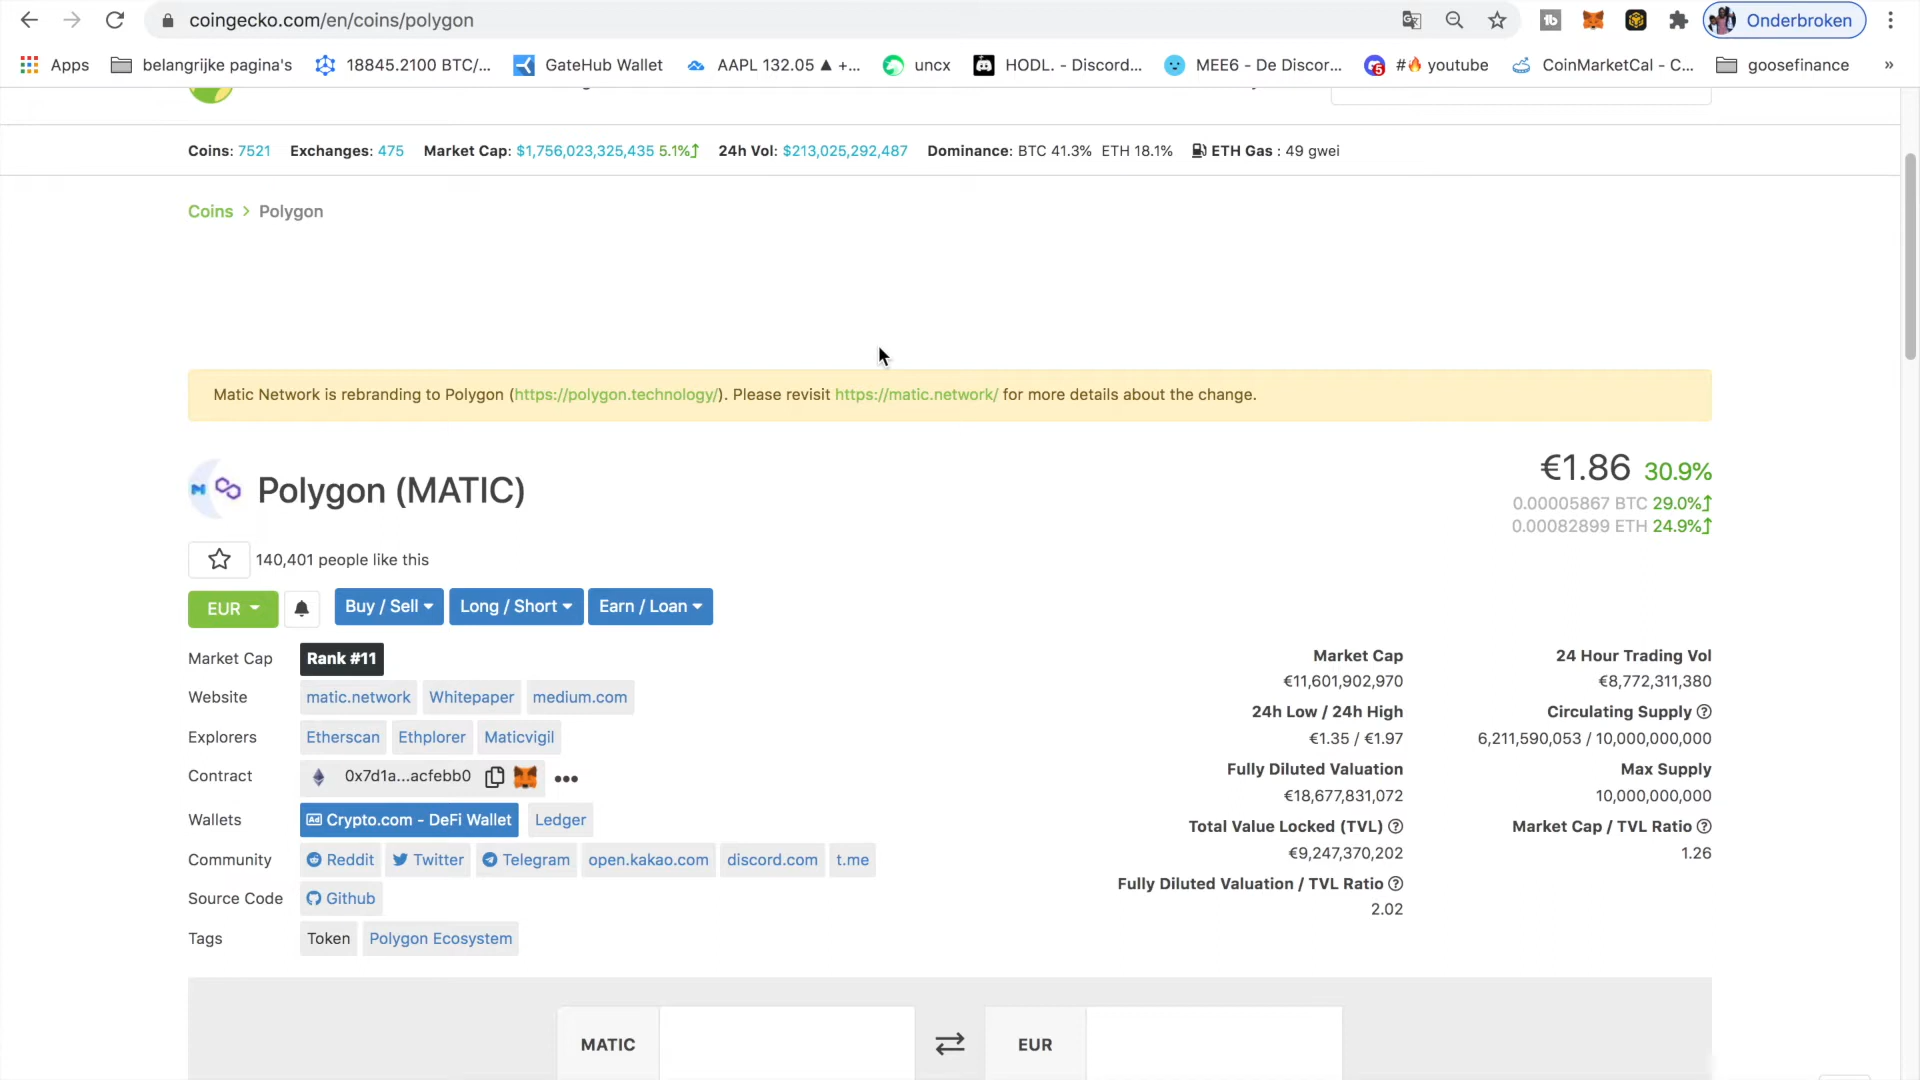 coingecko.com/en/coins/polygon
Onderbroken
Apps belangrijke pagina's 18845.2100 BTC/... GateHub Wallet AAPL 132.05 ▲ +... uncx HODL. - Discord... MEE6 - De Discor... #🔥 youtube CoinMarketCal - C... goosefinance »
Coins: 7521 Exchanges: 475 Market Cap: $1,756,023,325,435 5.1% 24h Vol: $213,025,292,487 Dominance: BTC 41.3% ETH 18.1% ETH Gas : 49 gwei
Coins > Polygon
Matic Network is rebranding to Polygon (https://polygon.technology/). Please revisit https://matic.network/ for more details about the change.
Polygon (MATIC)
€1.86 30.9%
0.00005867 BTC 29.0%
0.00082899 ETH 24.9%
140,401 people like this
EUR Buy / Sell Long / Short Earn / Loan
Market Cap Rank #11
Website matic.network Whitepaper medium.com
Explorers Etherscan Ethplorer Maticvigil
Contract 0x7d1a...acfebb0 •••
Wallets Ad Crypto.com - DeFi Wallet Ledger
Community Reddit Twitter Telegram open.kakao.com discord.com t.me
Source Code Github
Tags Token Polygon Ecosystem
Market Cap
€11,601,902,970
24h Low / 24h High
€1.35 / €1.97
Fully Diluted Valuation
€18,677,831,072
Total Value Locked (TVL)
€9,247,370,202
Fully Diluted Valuation / TVL Ratio
2.02
24 Hour Trading Vol
€8,772,311,380
Circulating Supply
6,211,590,053 / 10,000,000,000
Max Supply
10,000,000,000
Market Cap / TVL Ratio
1.26
MATIC EUR